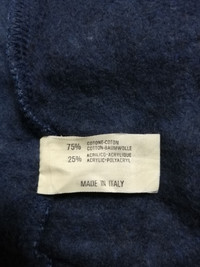 75% COTONE-COTON
COTTON-BAUMWOLLE
25% ACRILICO-ACRYLIQUE
ACRYLIC-POLYACRYL
MADE IN ITALY